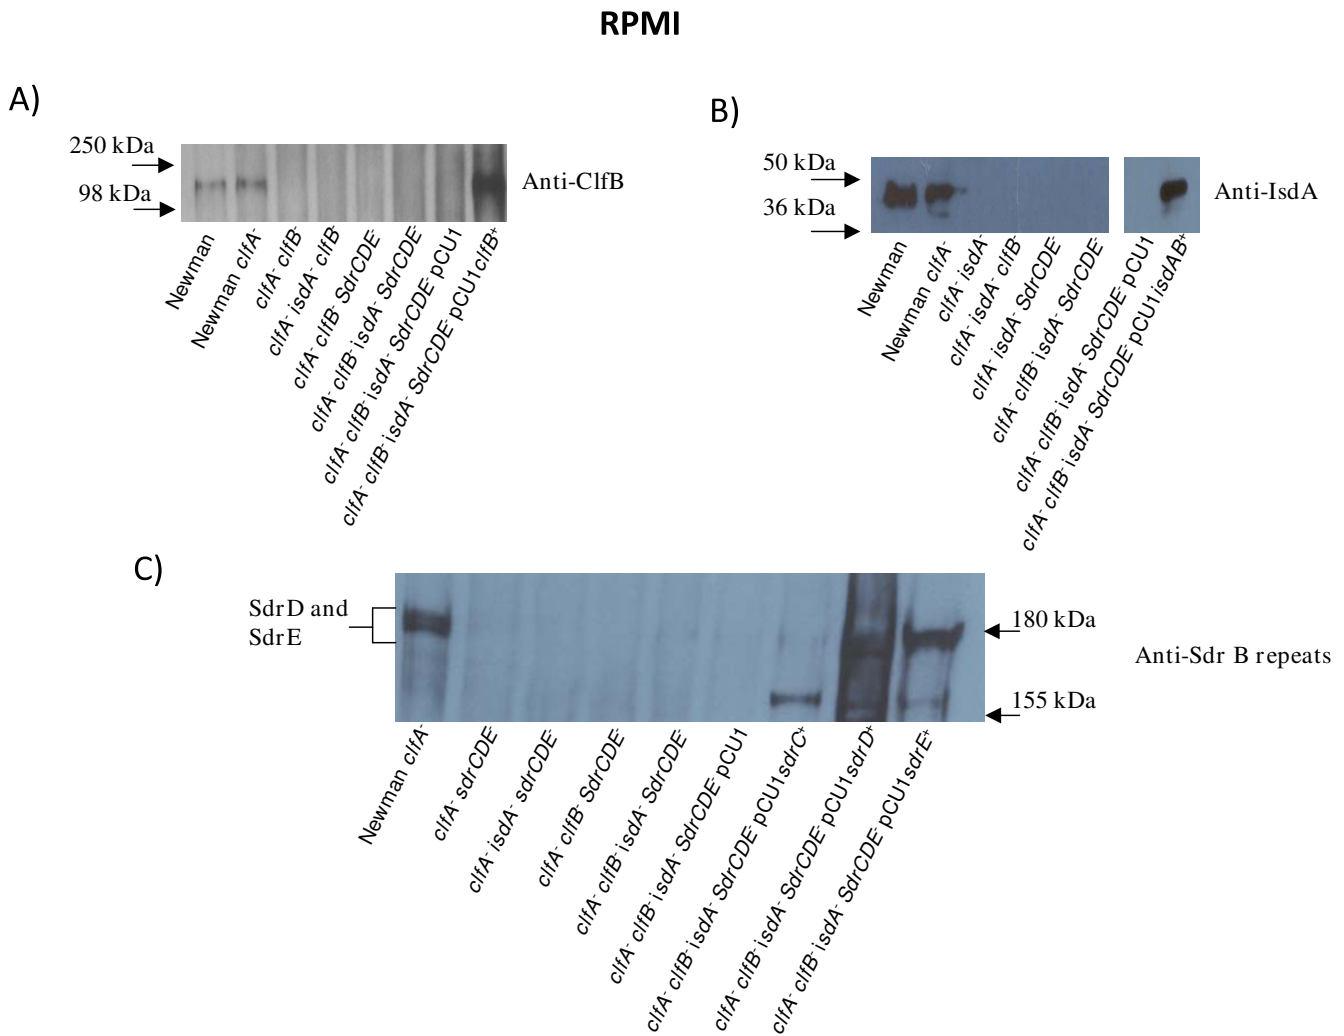 RPMI
A)
250 kDa
98 kDa
Anti-ClfB
Newman
Newman clfA-
clfA- clfB-
clfA- isdA- clfB-
clfA- clfB- SdrCDE-
clfA- clfB- isdA- SdrCDE-
clfA- clfB- isdA- SdrCDE- pCU1
clfA- clfB- isdA- SdrCDE- pCU1clfB+
B)
50 kDa
36 kDa
Anti-IsdA
Newman
Newman clfA-
clfA- isdA-
clfA- isdA- clfB-
clfA- isdA- SdrCDE-
clfA- clfB- isdA- SdrCDE-
clfA- clfB- isdA- SdrCDE- pCU1
clfA- clfB- isdA- SdrCDE- pCU1isdAB+
C)
SdrD and
SdrE
180 kDa
155 kDa
Anti-Sdr B repeats
Newman clfA-
clfA- sdrCDE-
clfA- isdA- sdrCDE-
clfA- clfB- SdrCDE-
clfA- clfB- isdA- SdrCDE-
clfA- clfB- isdA- SdrCDE- pCU1
clfA- clfB- isdA- SdrCDE- pCU1sdrC+
clfA- clfB- isdA- SdrCDE- pCU1sdrD+
clfA- clfB- isdA- SdrCDE- pCU1sdrE+